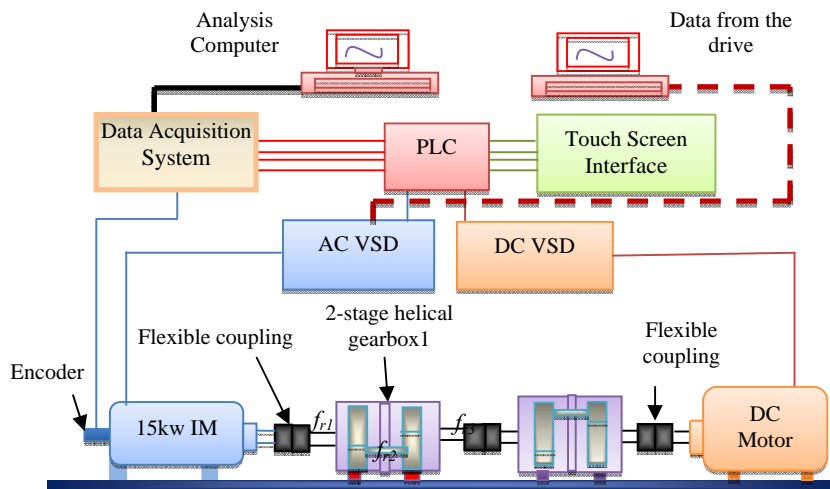 Analysis
Computer
Data from the
drive
Data Acquisition
System
PLC
Touch Screen
Interface
AC VSD
DC VSD
2-stage helical
gearbox1
Flexible coupling
Flexible
coupling
Encoder
15kw IM
fr1
fr2
fr3
DC
Motor